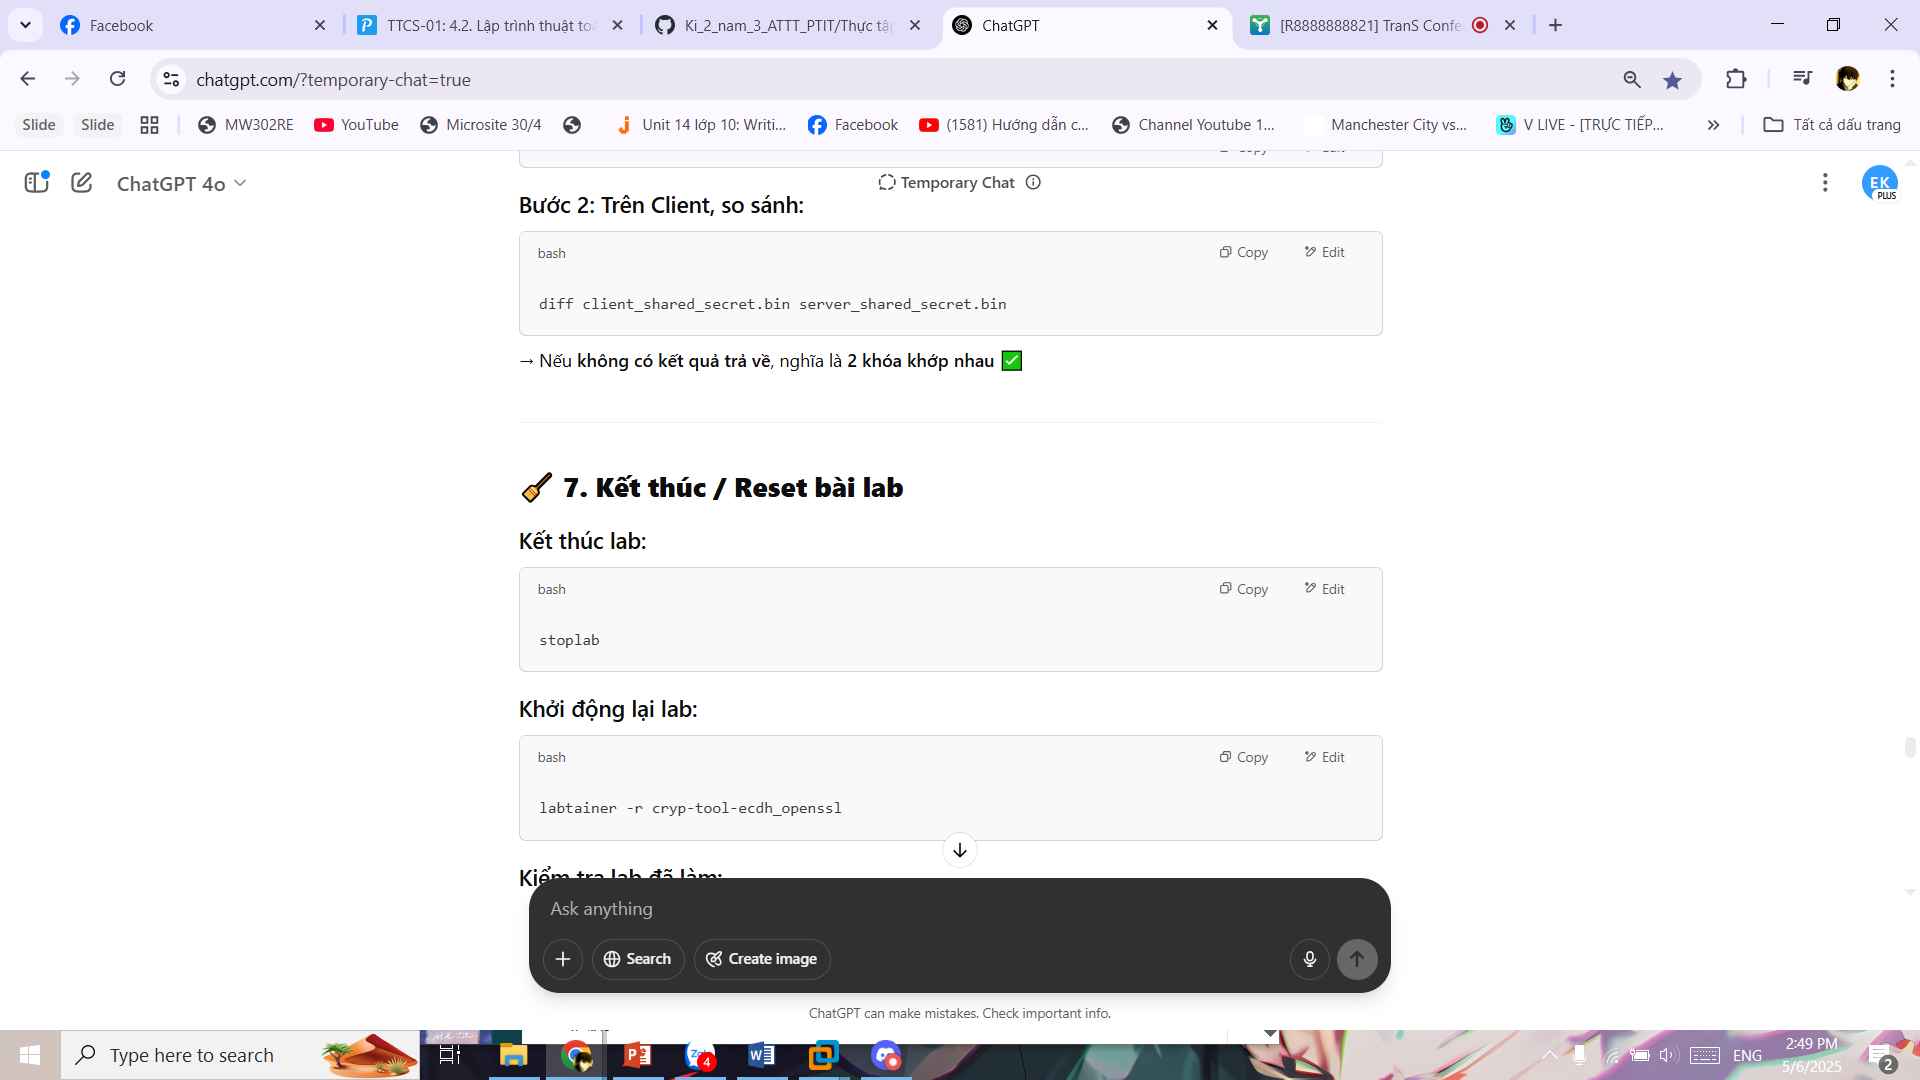 Facebook
TTCS-01: 4.2. Lập trình thuật toá
Ki_2_nam_3_ATTT_PTIT/Thực tập
ChatGPT
[R8888888821] TranS Confe
chatgpt.com/?temporary-chat=true
Slide
Slide
MW302RE
YouTube
Microsite 30/4
Unit 14 lớp 10: Writi...
Facebook
(1581) Hướng dẫn c...
Channel Youtube 1...
Manchester City vs...
V LIVE - [TRỰC TIẾP...
Tất cả dấu trang
ChatGPT 4o
Temporary Chat
EK
PLUS
Copy
Edit
Bước 2: Trên Client, so sánh:
bash
Copy
Edit
diff client_shared_secret.bin server_shared_secret.bin
→ Nếu không có kết quả trả về, nghĩa là 2 khóa khớp nhau ✅
7. Kết thúc / Reset bài lab
Kết thúc lab:
bash
Copy
Edit
stoplab
Khởi động lại lab:
bash
Copy
Edit
labtainer -r cryp-tool-ecdh_openssl
Kiểm tra lab đã làm:
Ask anything
Search
Create image
ChatGPT can make mistakes. Check important info.
Type here to search
Zalo
4
ENG
2:49 PM
5/6/2025
2